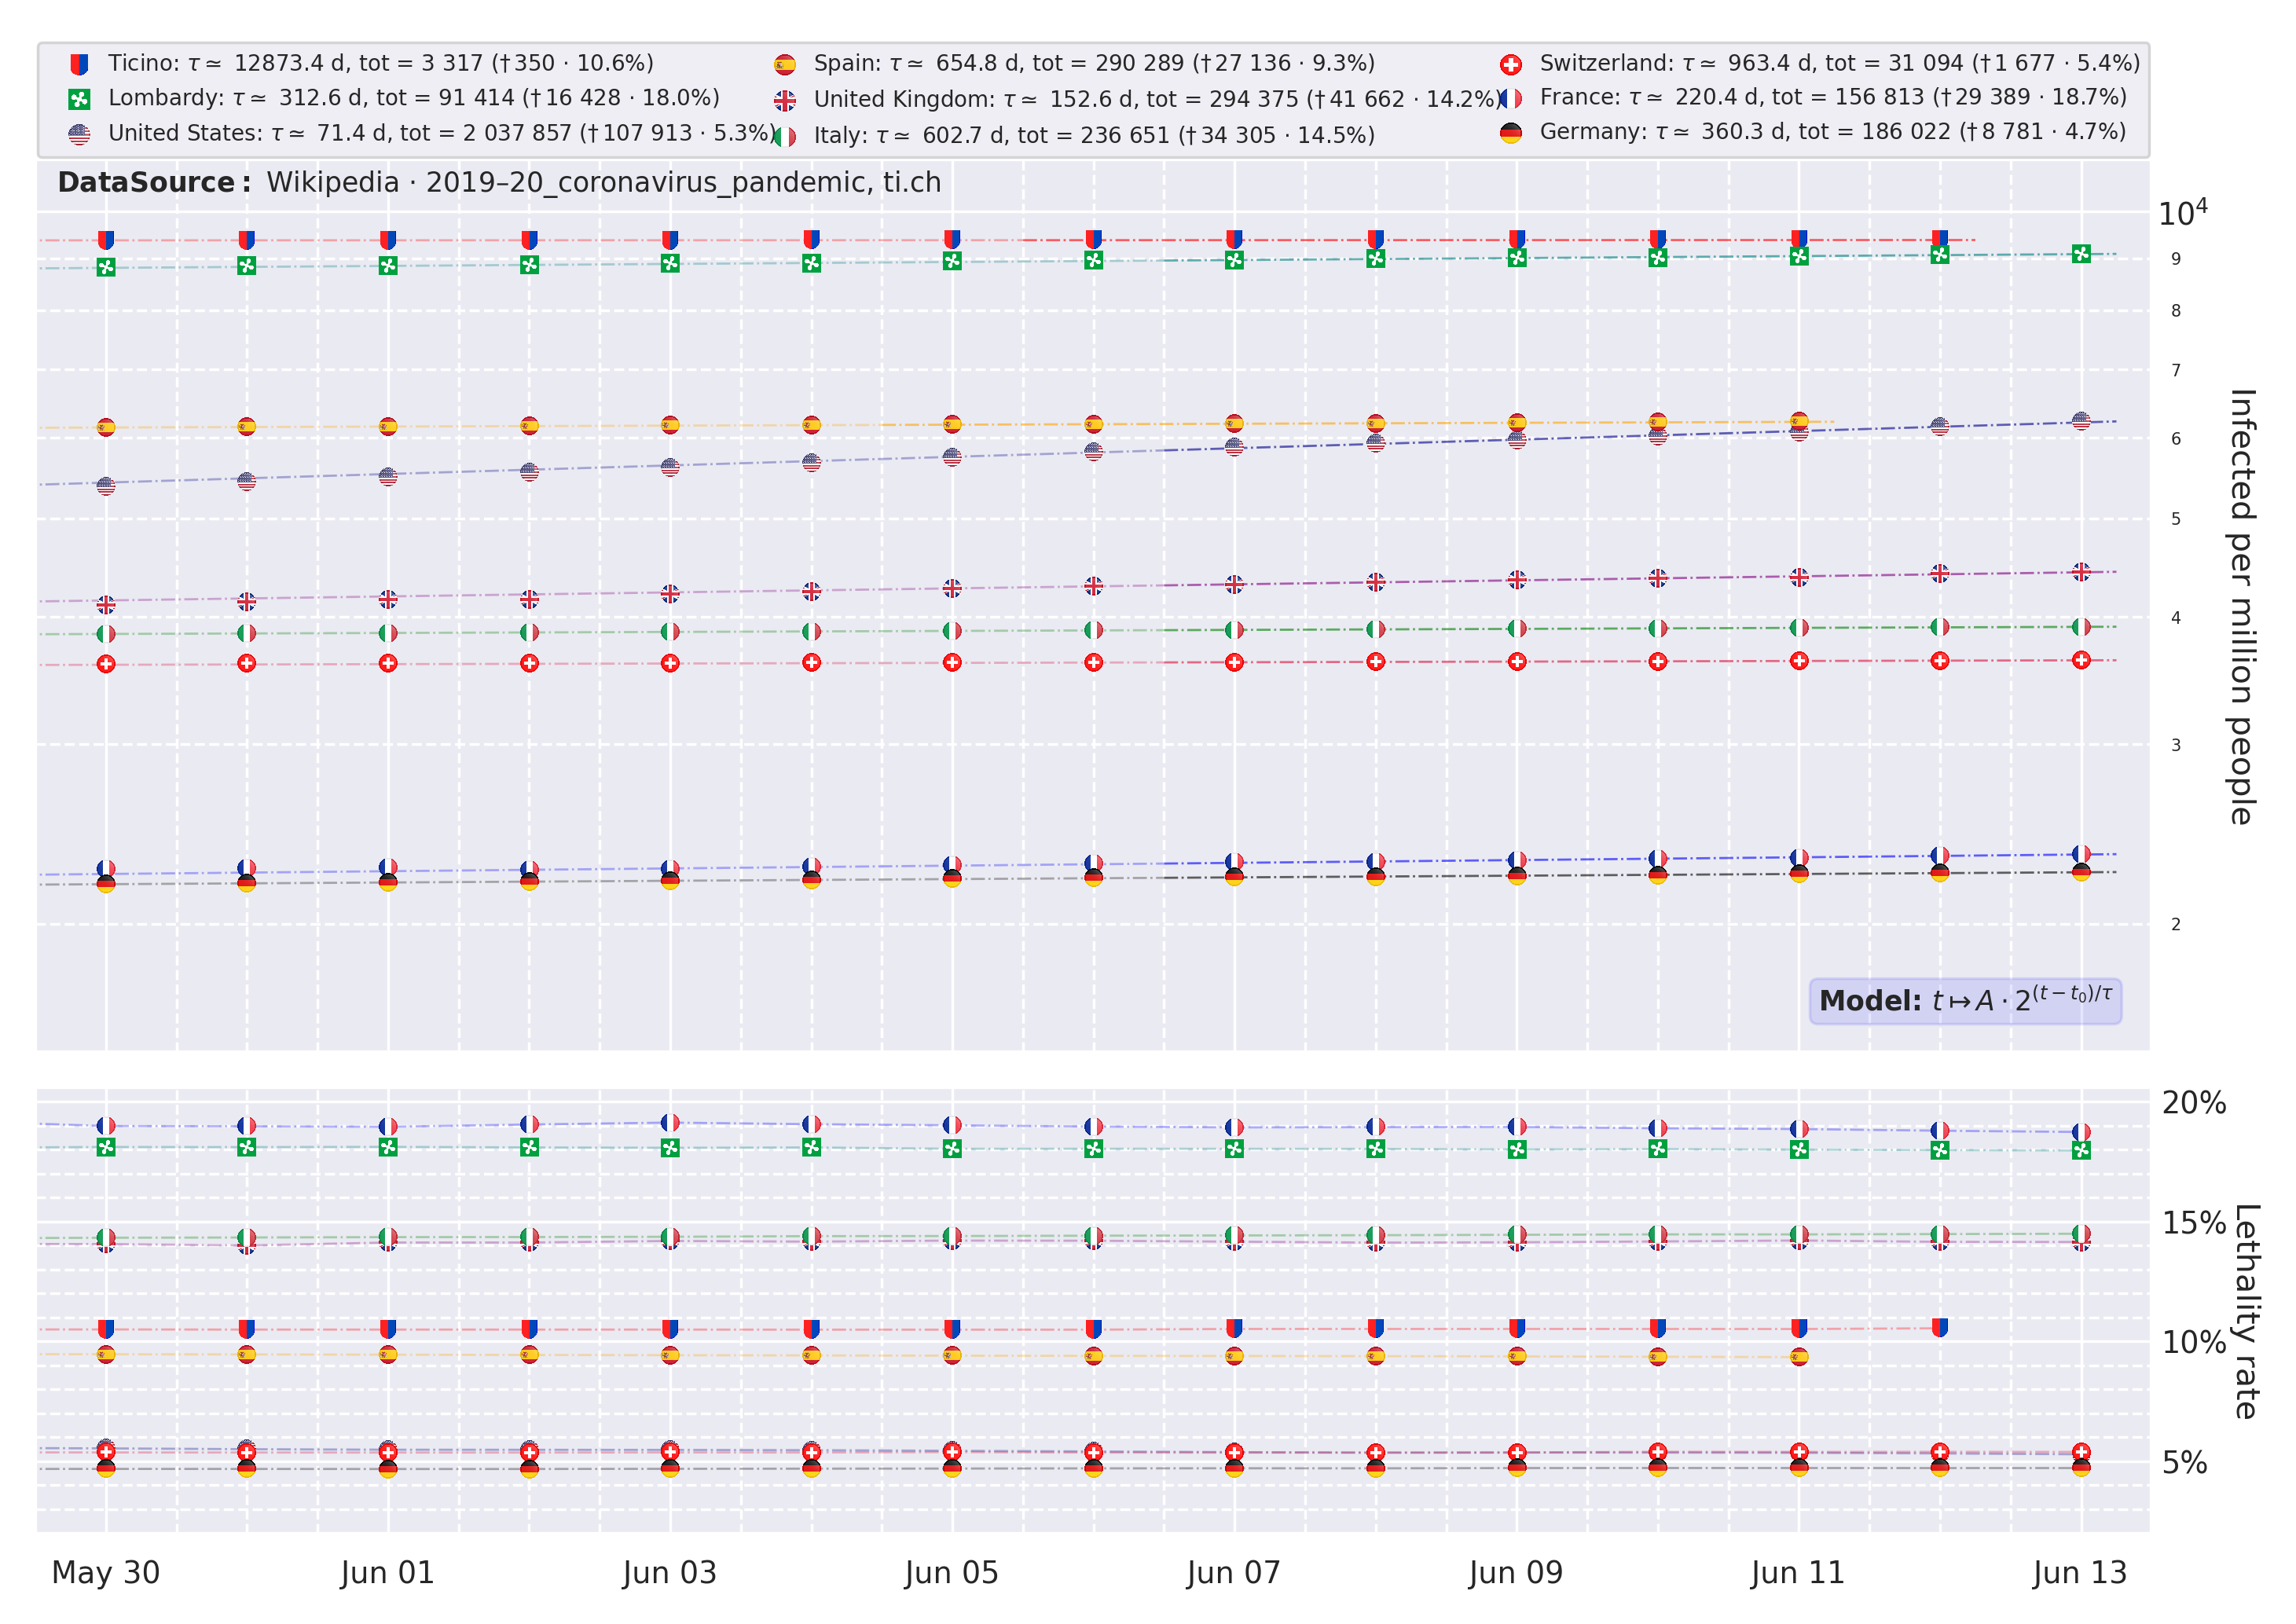 Ticino: τ ≃ 12873.4 d, tot = 3 317 (†350 · 10.6%)
Lombardy: τ ≃ 312.6 d, tot = 91 414 (†16 428 · 18.0%)
United States: τ ≃ 71.4 d, tot = 2 037 857 (†107 913 · 5.3%)
Spain: τ ≃ 654.8 d, tot = 290 289 (†27 136 · 9.3%)
United Kingdom: τ ≃ 152.6 d, tot = 294 375 (†41 662 · 14.2%)
Italy: τ ≃ 602.7 d, tot = 236 651 (†34 305 · 14.5%)
Switzerland: τ ≃ 963.4 d, tot = 31 094 (†1 677 · 5.4%)
France: τ ≃ 220.4 d, tot = 156 813 (†29 389 · 18.7%)
Germany: τ ≃ 360.3 d, tot = 186 022 (†8 781 · 4.7%)
DataSource: Wikipedia · 2019–20_coronavirus_pandemic, ti.ch
10⁴
9
8
7
6
5
4
3
2
Infected per million people
Model: t ↦ A · 2^(t − t₀)/τ
20%
15%
10%
5%
Lethality rate
May 30
Jun 01
Jun 03
Jun 05
Jun 07
Jun 09
Jun 11
Jun 13